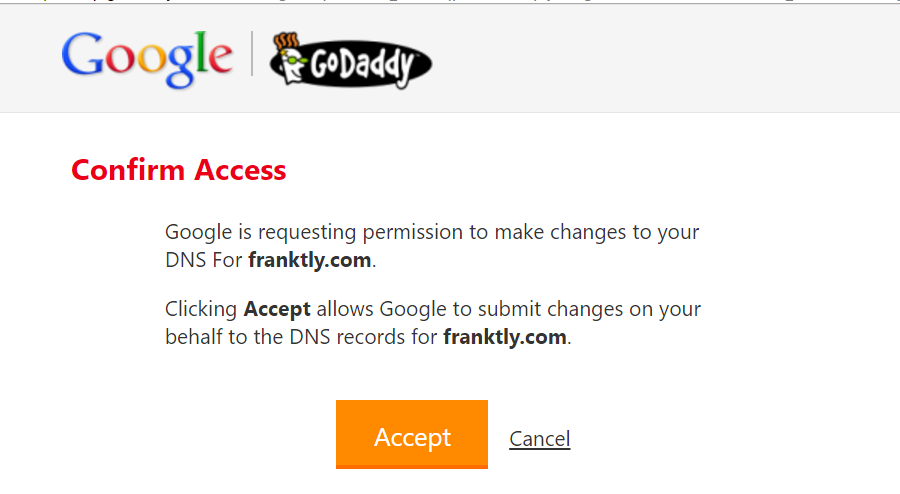 Google GoDaddy
Confirm Access
Google is requesting permission to make changes to your
DNS For franktly.com.
Clicking Accept allows Google to submit changes on your
behalf to the DNS records for franktly.com.
Accept Cancel